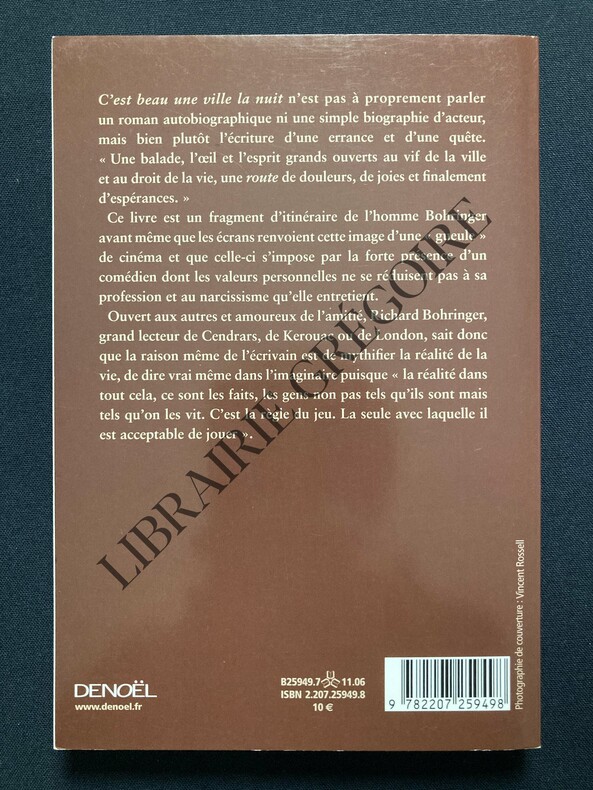 C'est beau une ville la nuit n'est pas à proprement parler
un roman autobiographique ni une simple biographie d'acteur,
mais bien plutôt l'écriture d'une errance et d'une quête.
« Une balade, l'œil et l'esprit grands ouverts au vif de la ville
et au droit de la vie, une route de douleurs, de joies et finalement
d'espérances. »
Ce livre est un fragment d'itinéraire de l'homme Bohringer
avant même que les écrans renvoient cette image d'une « gueule »
de cinéma et que celle-ci s'impose par la forte présence d'un
comédien dont les valeurs personnelles ne se réduisent pas à sa
profession et au narcissisme qu'elle entretient.
Ouvert aux autres et amoureux de l'amitié, Richard Bohringer,
grand lecteur de Cendrars, de Kerouac ou de London, sait donc
que la raison même de l'écrivain est de mythifier la réalité de la
vie, de dire vrai même dans l'imaginaire puisque « la réalité dans
tout cela, ce sont les faits, les gens non pas tels qu'ils sont mais
tels qu'on les vit. C'est la règle du jeu. La seule avec laquelle il
est acceptable de jouer ».
LIBRAIRIE GRÉGOIRE
Photographie de couverture : Vincent Rossell
DENOËL
www.denoel.fr
B25949.7 11.06
ISBN 2.207.25949.8
10 €
9 782207 259498